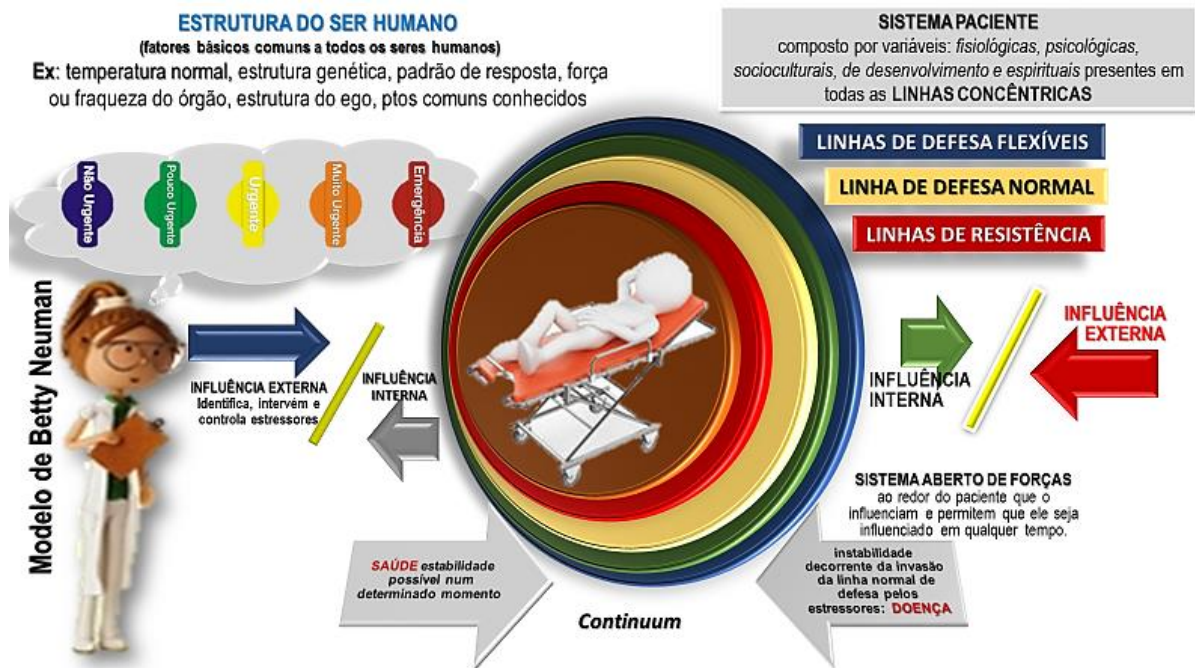 ESTRUTURA DO SER HUMANO
(fatores básicos comuns a todos os seres humanos)
Ex: temperatura normal, estrutura genética, padrão de resposta, força
ou fraqueza do órgão, estrutura do ego, ptos comuns conhecidos
SISTEMA PACIENTE
composto por variáveis: fisiológicas, psicológicas,
socioculturais, de desenvolvimento e espirituais presentes em
todas as LINHAS CONCÊNTRICAS
Não Urgente
Pouco Urgente
Urgente
Muito Urgente
Emergência
LINHAS DE DEFESA FLEXÍVEIS
LINHA DE DEFESA NORMAL
LINHAS DE RESISTÊNCIA
Modelo de Betty Neuman
INFLUÊNCIA EXTERNA
Identifica, intervém e
controla estressores
INFLUÊNCIA
INTERNA
INFLUÊNCIA
INTERNA
INFLUÊNCIA
EXTERNA
SISTEMA ABERTO DE FORÇAS
ao redor do paciente que o
influenciam e permitem que ele seja
influenciado em qualquer tempo.
SAÚDE estabilidade
possível num
determinado momento
Continuum
instabilidade
decorrente da invasão
da linha normal de
defesa pelos
estressores: DOENÇA